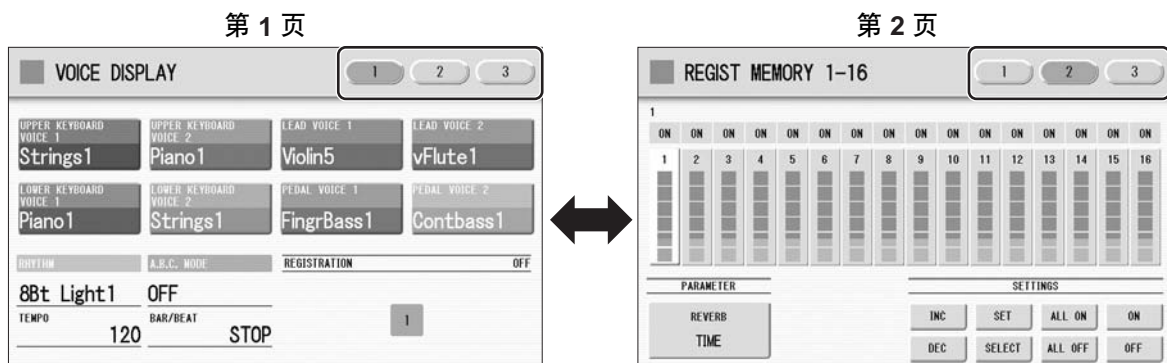 第 1 页
VOICE DISPLAY
1 2 3
UPPER KEYBOARD VOICE 1
Strings1
UPPER KEYBOARD VOICE 2
Piano1
LEAD VOICE 1
Violin5
LEAD VOICE 2
vFlute1
LOWER KEYBOARD VOICE 1
Piano1
LOWER KEYBOARD VOICE 2
Strings1
PEDAL VOICE 1
FingrBass1
PEDAL VOICE 2
Contbass1
RHYTHM
8Bt Light1
A.B.C. MODE
OFF
REGISTRATION OFF
TEMPO
120
BAR/BEAT
STOP
1
第 2 页
REGIST MEMORY 1-16
1 2 3
1
ON ON ON ON ON ON ON ON ON ON ON ON ON ON ON ON
1 2 3 4 5 6 7 8 9 10 11 12 13 14 15 16
PARAMETER
REVERB
TIME
SETTINGS
INC SET ALL ON ON
DEC SELECT ALL OFF OFF